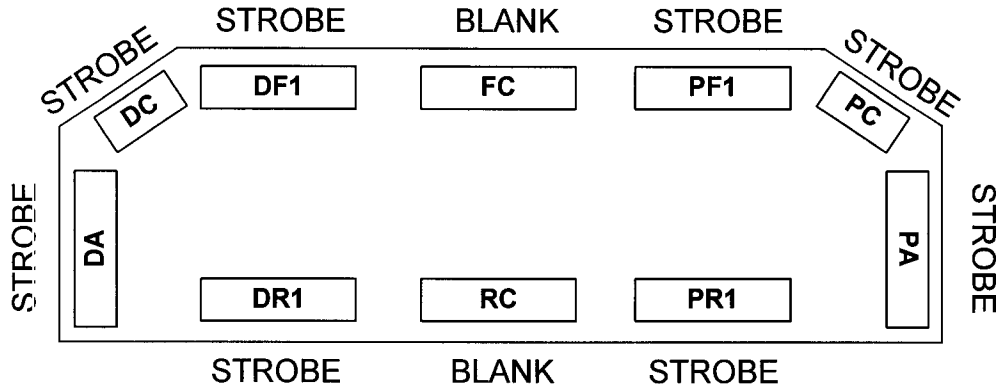 STROBE BLANK STROBE
STROBE STROBE
DC DF1 FC PF1 PC
STROBE DA PA STROBE
DR1 RC PR1
STROBE BLANK STROBE